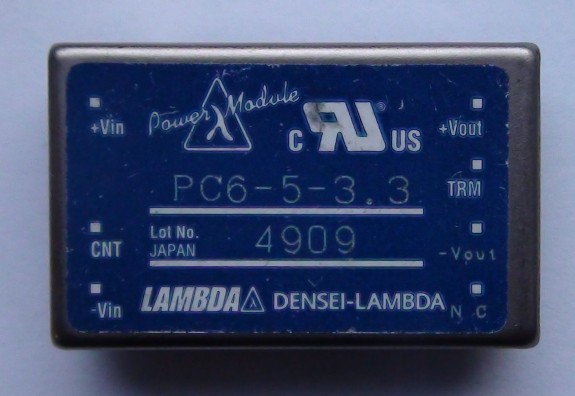 Power Module
λ
C RU US
®
+Vin
+Vout
PC6-5-3.3
TRM
Lot No.
JAPAN
4909
CNT
-Vout
-Vin
LAMBDA
DENSEI-LAMBDA
N C